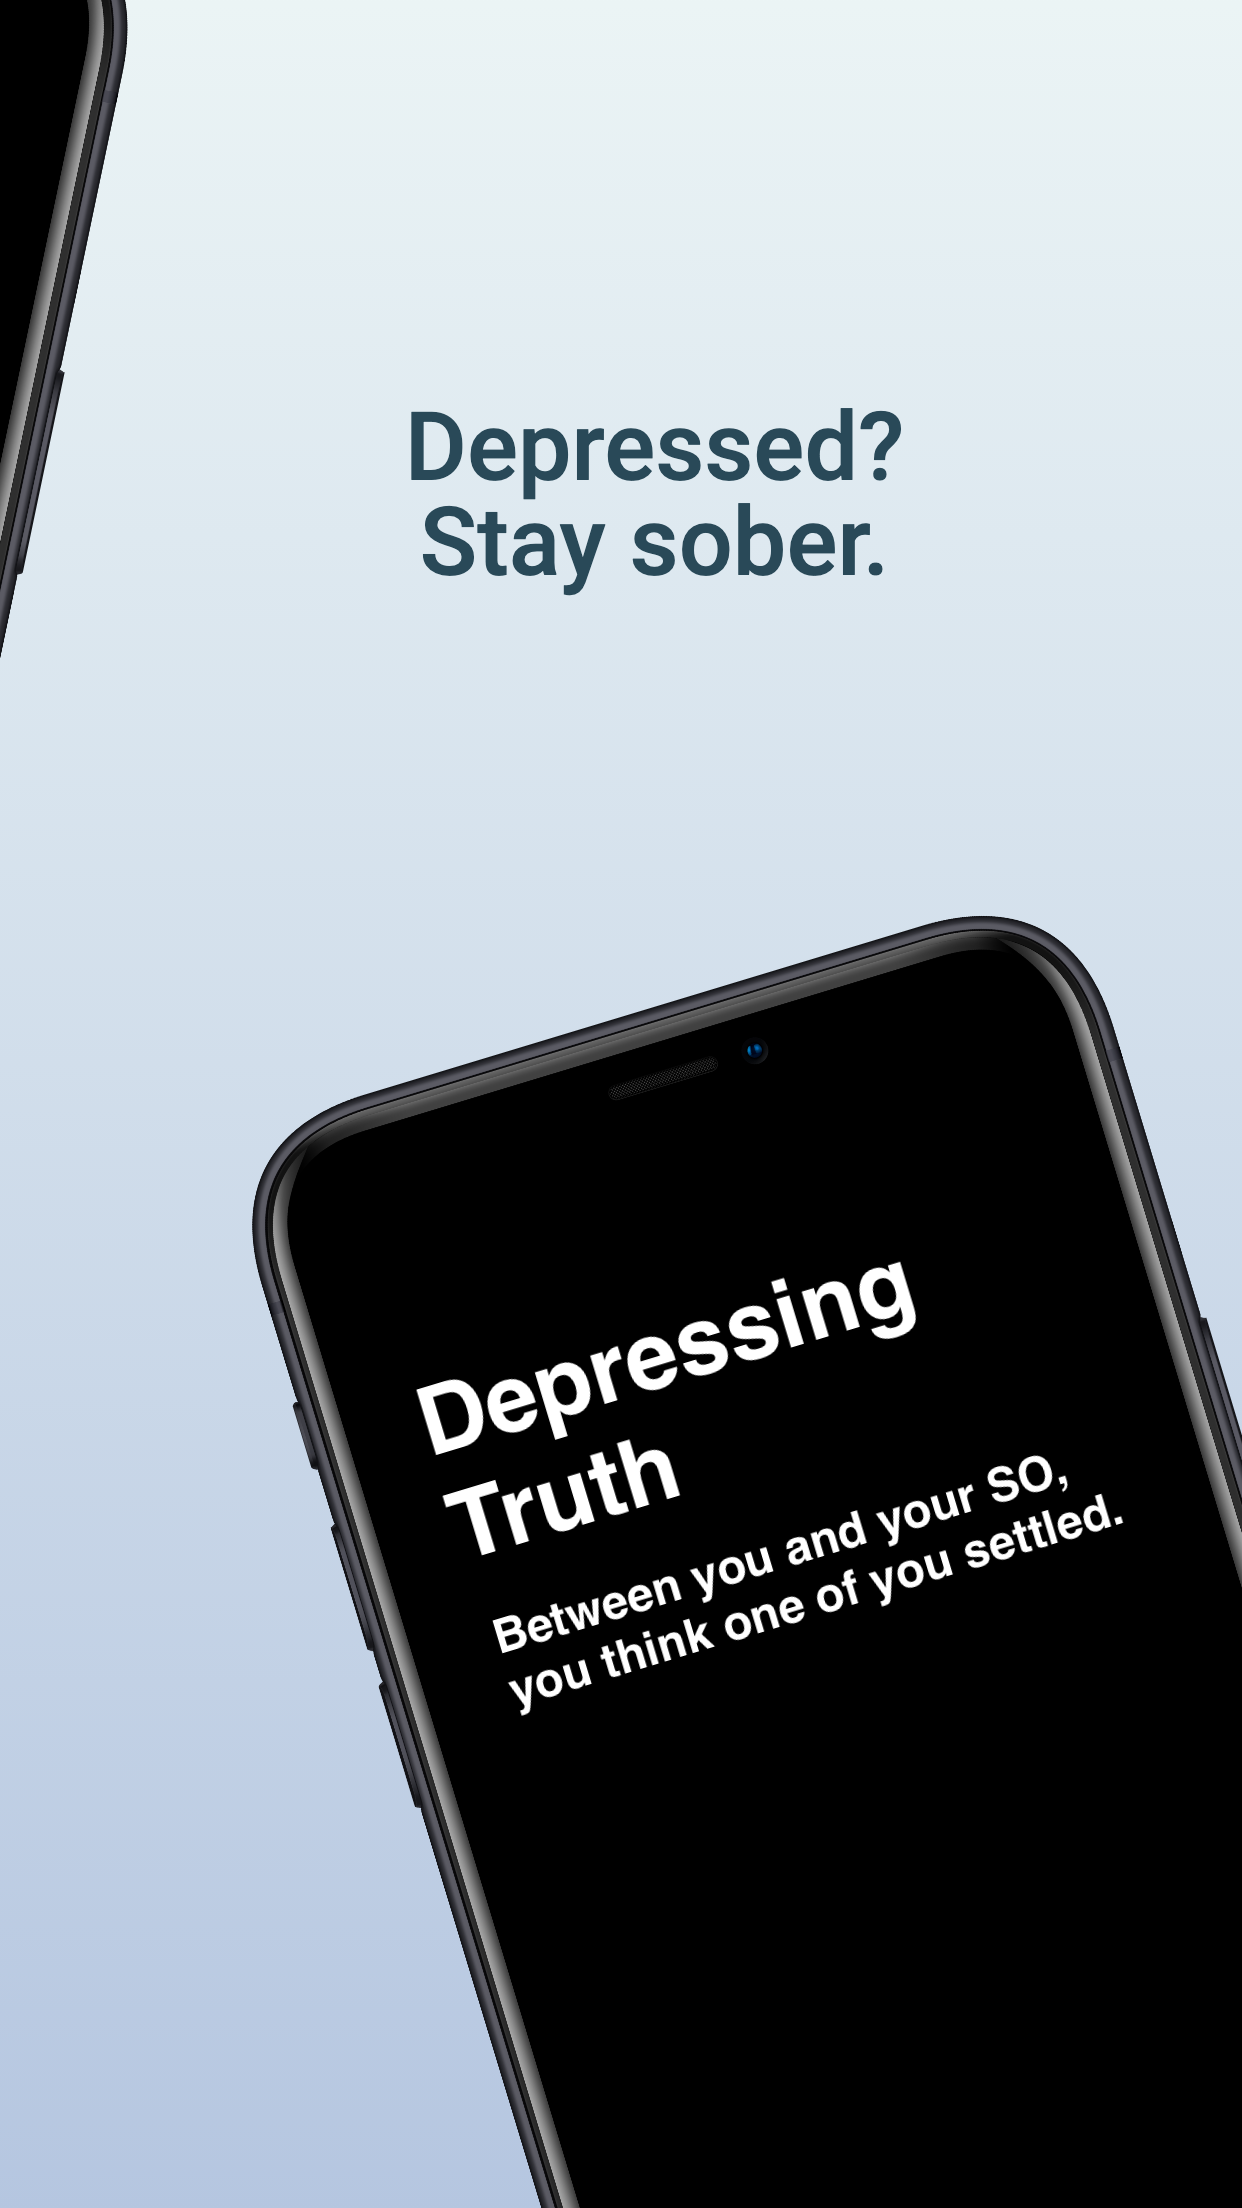 Depressed?
Stay sober.
Depressing
Truth
Between you and your SO,
you think one of you settled.